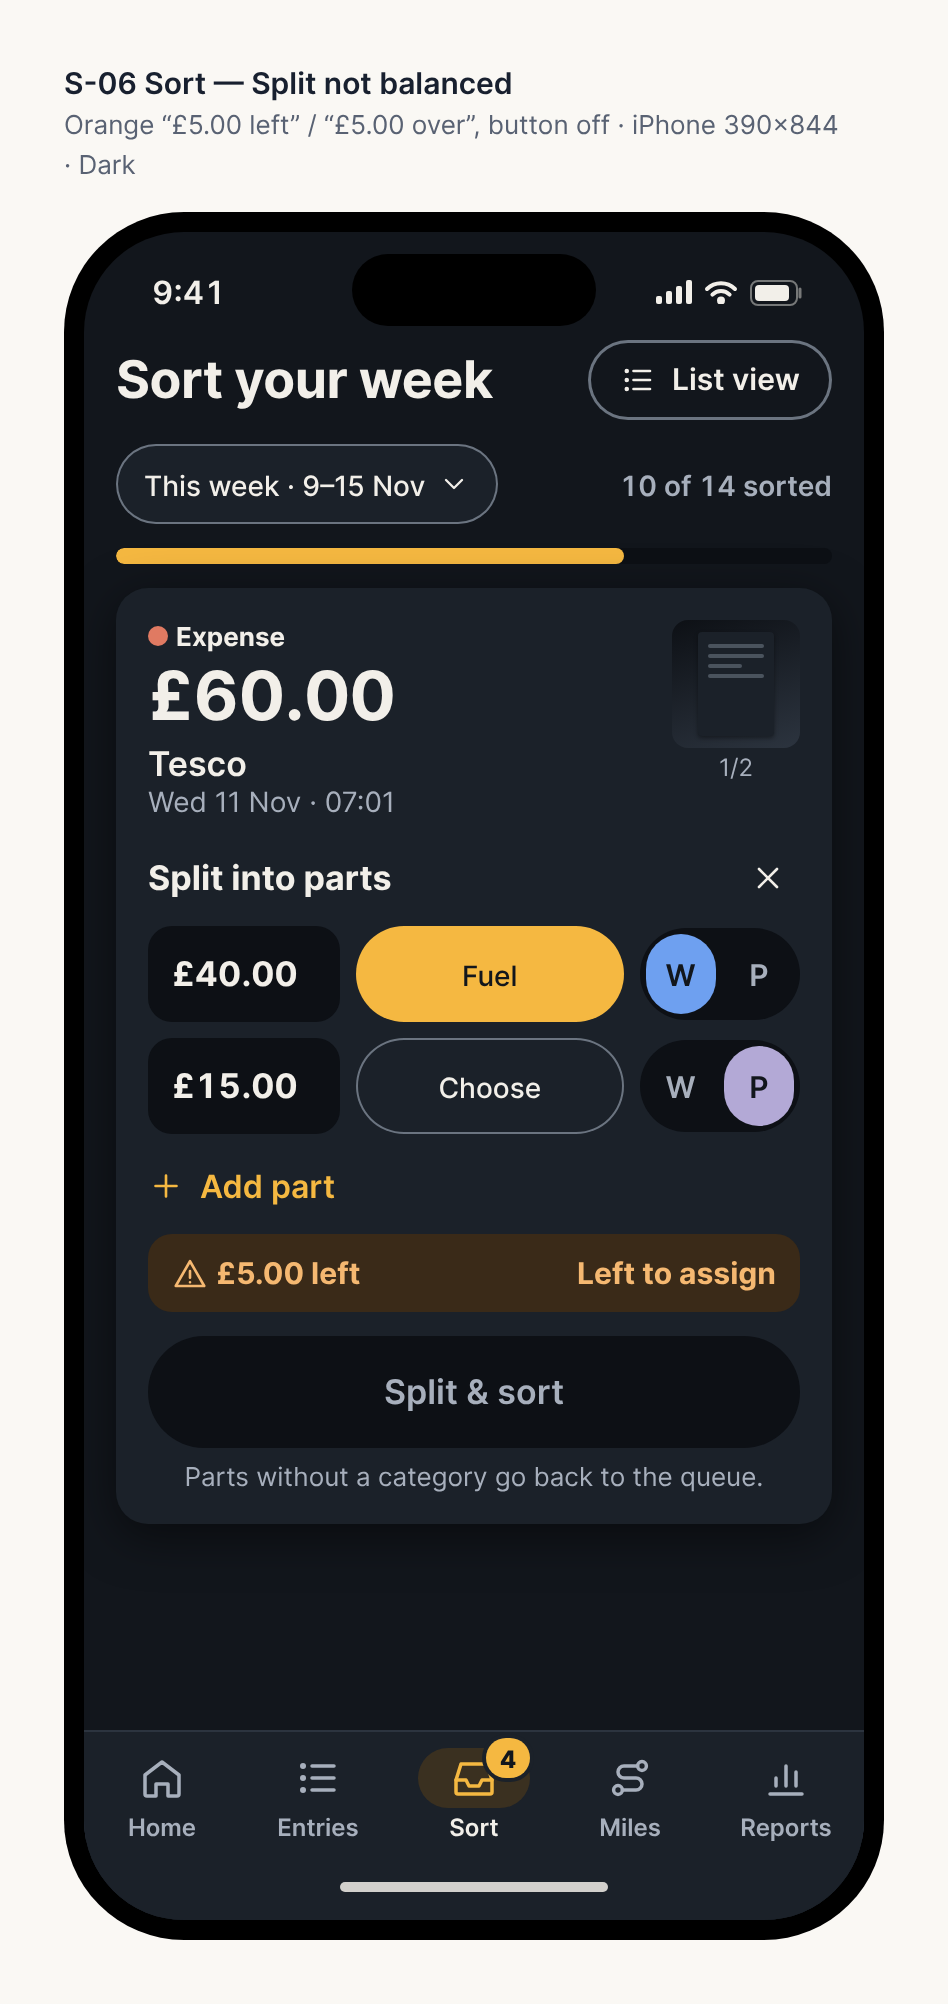 S-06 Sort — Split not balanced
Orange “£5.00 left” / “£5.00 over”, button off · iPhone 390×844
· Dark
9:41
Sort your week
List view
This week · 9–15 Nov
10 of 14 sorted
Expense
£60.00
Tesco
Wed 11 Nov · 07:01
1/2
Split into parts
£40.00 Fuel W P
£15.00 Choose W P
+ Add part
£5.00 left Left to assign
Split & sort
Parts without a category go back to the queue.
4
Home Entries Sort Miles Reports